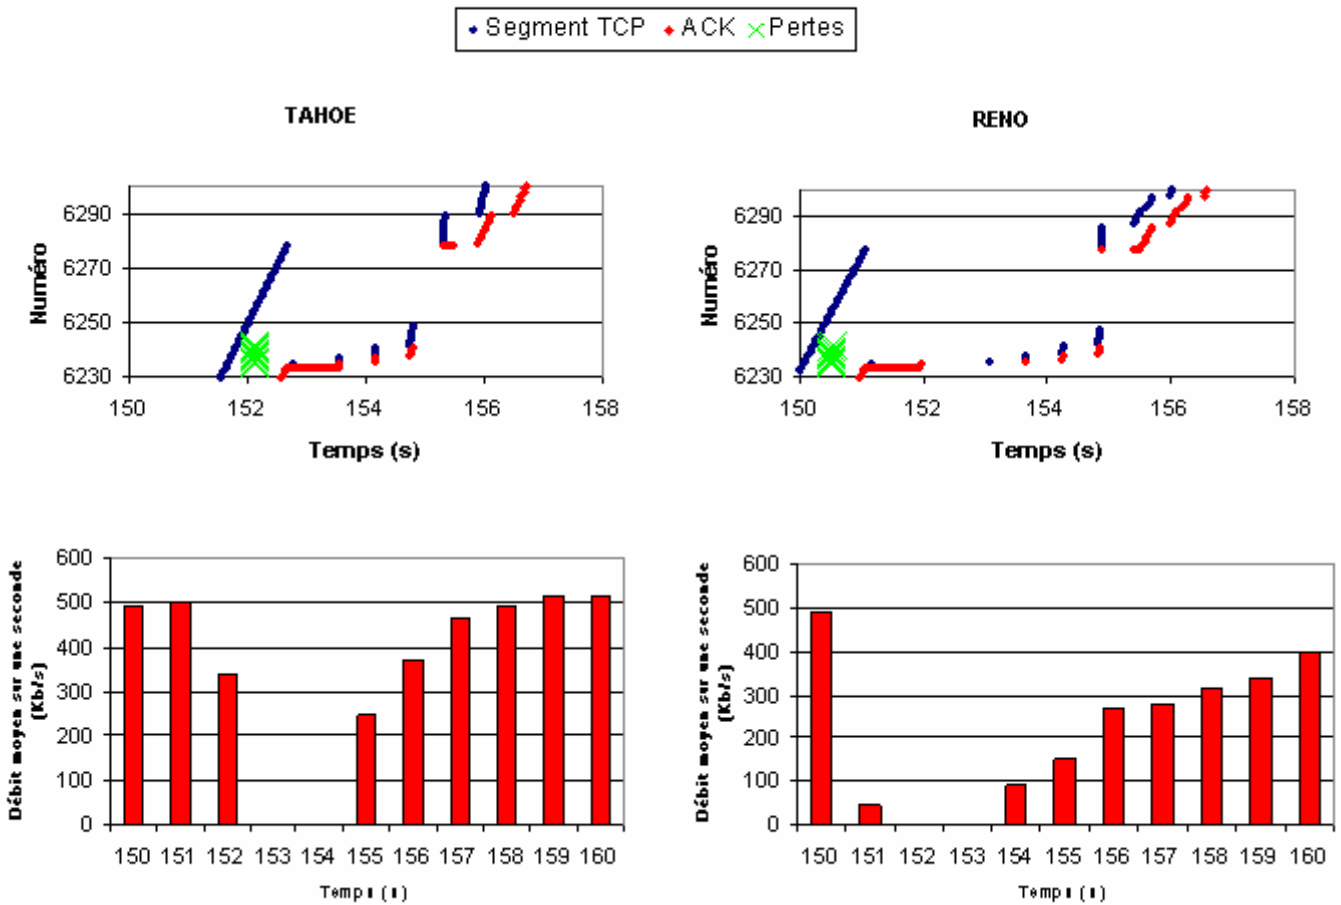 Segment TCP ACK Pertes
TAHOE
Numéro
6290
6270
6250
6230
150 152 154 156 158
Temps (s)
RENO
Numéro
6290
6270
6250
6230
150 152 154 156 158
Temps (s)
Débit moyen sur une seconde
(Kb/s)
600
500
400
300
200
100
0
150 151 152 153 154 155 156 157 158 159 160
Temps (s)
Débit moyen sur une seconde
(Kb/s)
600
500
400
300
200
100
0
150 151 152 153 154 155 156 157 158 159 160
Temps (s)